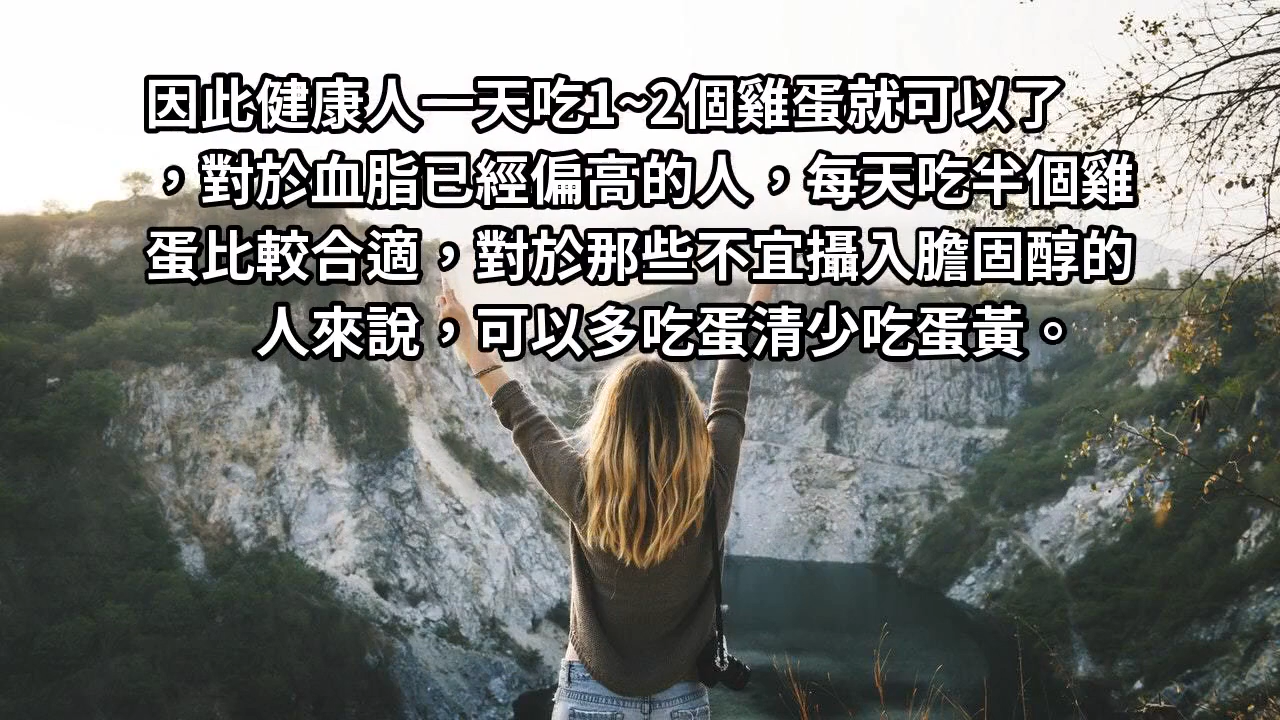 因此健康人一天吃1~2個雞蛋就可以了
，對於血脂已經偏高的人，每天吃半個雞
蛋比較合適，對於那些不宜攝入膽固醇的
人來說，可以多吃蛋清少吃蛋黃。